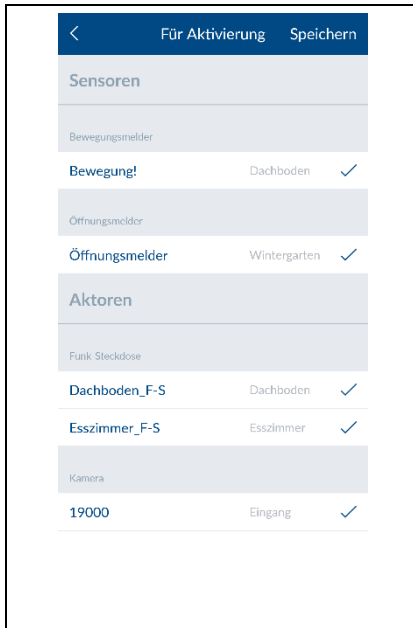 Für Aktivierung Speichern
Sensoren
Bewegungsmelder
Bewegung! Dachboden
Öffnungsmelder
Öffnungsmelder Wintergarten
Aktoren
Funk Steckdose
Dachboden_F-S Dachboden
Esszimmer_F-S Esszimmer
Kamera
19000 Eingang